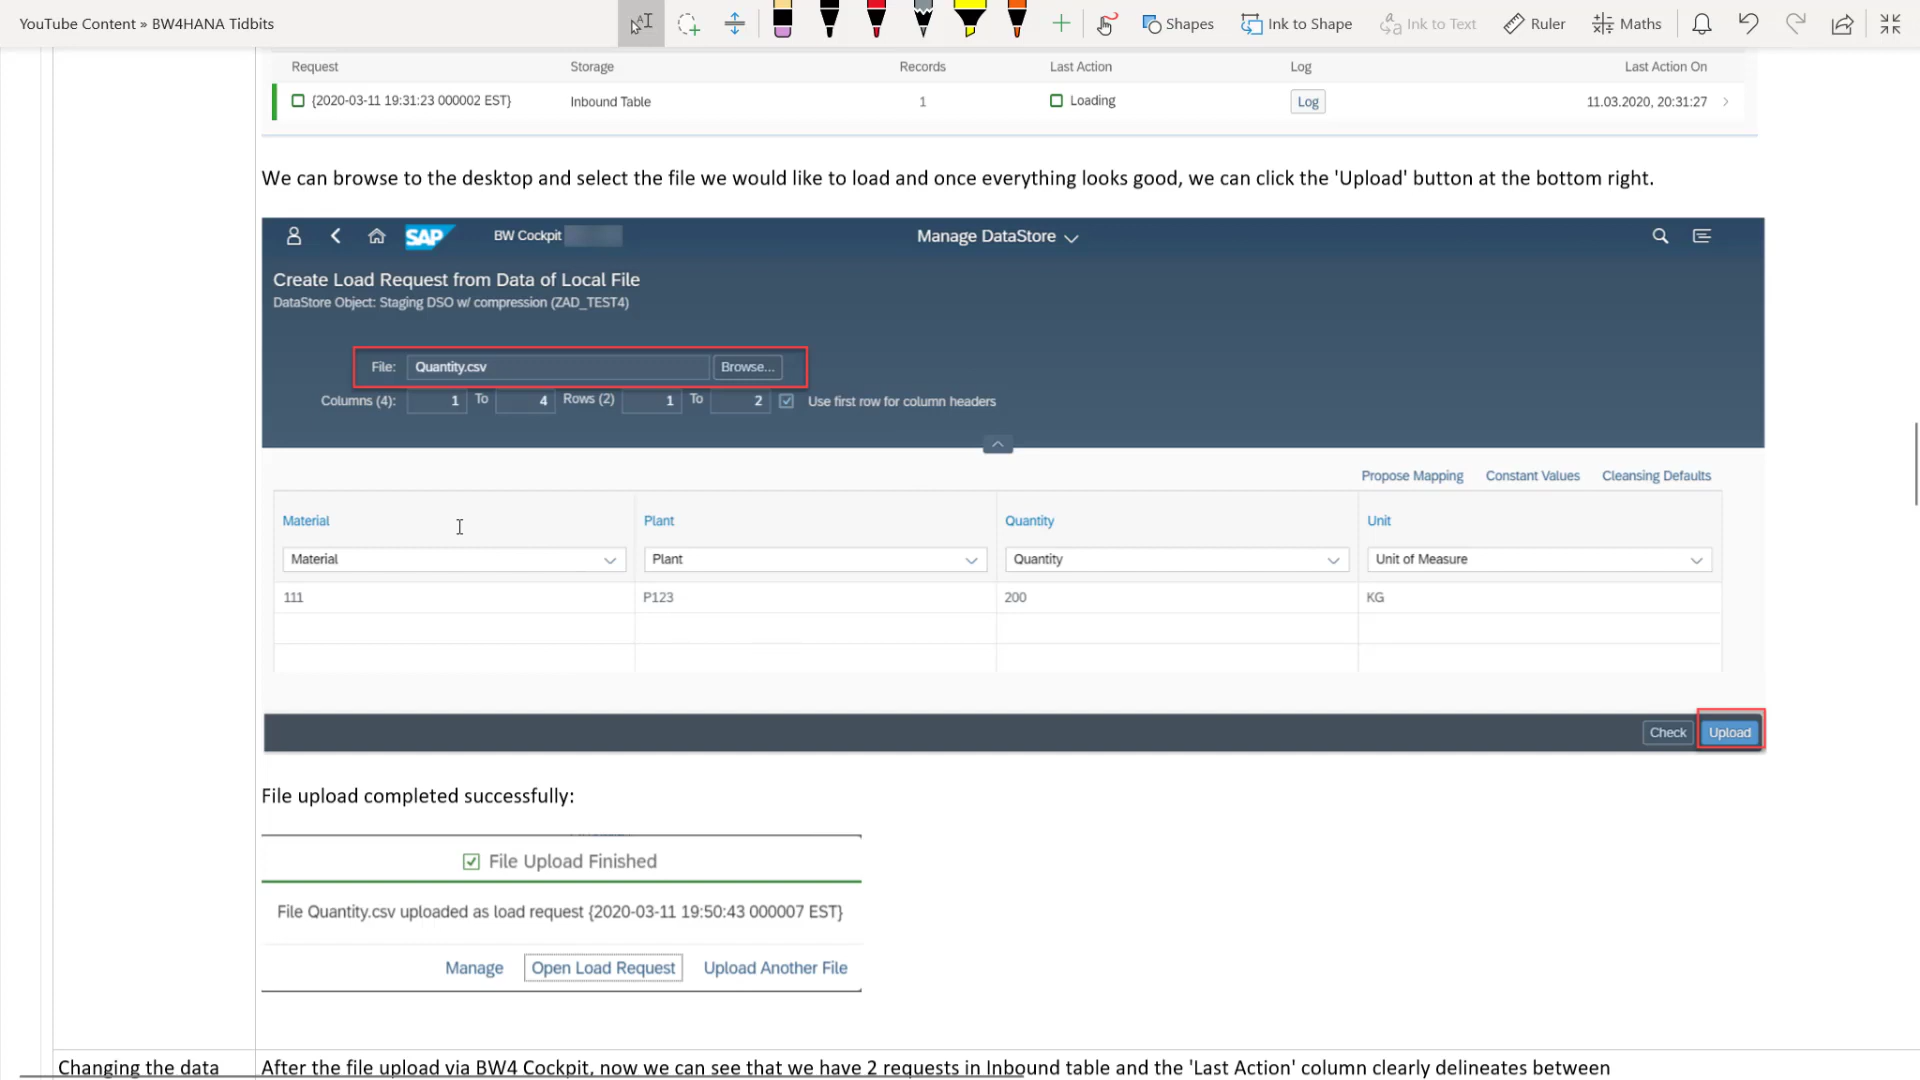 YouTube Content » BW4HANA Tidbits
Shapes Ink to Shape Ink to Text Ruler Maths
Request Storage Records Last Action Log Last Action On
{2020-03-11 19:31:23 000002 EST} Inbound Table 1 Loading Log 11.03.2020, 20:31:27
We can browse to the desktop and select the file we would like to load and once everything looks good, we can click the 'Upload' button at the bottom right.
SAP BW Cockpit Manage DataStore
Create Load Request from Data of Local File
DataStore Object: Staging DSO w/ compression (ZAD_TEST4)
File: Quantity.csv Browse...
Columns (4): 1 To 4 Rows (2) 1 To 2 Use first row for column headers
Propose Mapping Constant Values Cleansing Defaults
Material Plant Quantity Unit
Material Plant Quantity Unit of Measure
111 P123 200 KG
Check Upload
File upload completed successfully:
File Upload Finished
File Quantity.csv uploaded as load request {2020-03-11 19:50:43 000007 EST}
Manage Open Load Request Upload Another File
Changing the data After the file upload via BW4 Cockpit, now we can see that we have 2 requests in Inbound table and the 'Last Action' column clearly delineates between